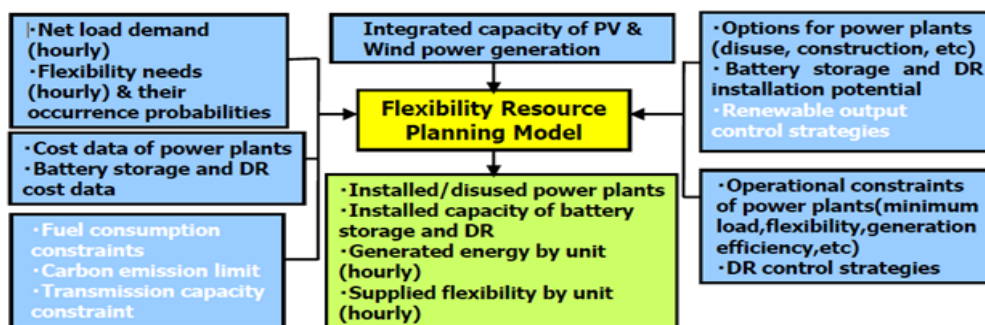 ・Net load demand
(hourly)
・Flexibility needs
(hourly) & their
occurrence probabilities
・Cost data of power plants
・Battery storage and DR
cost data
・Fuel consumption
constraints
・Carbon emission limit
・Transmission capacity
constraint
Integrated capacity of PV &
Wind power generation
Flexibility Resource
Planning Model
・Installed/disused power plants
・Installed capacity of battery
storage and DR
・Generated energy by unit
(hourly)
・Supplied flexibility by unit
(hourly)
・Options for power plants
(disuse, construction, etc)
・Battery storage and DR
installation potential
・Renewable output
control strategies
・Operational constraints
of power plants(minimum
load,flexibility,generation
efficiency,etc)
・DR control strategies